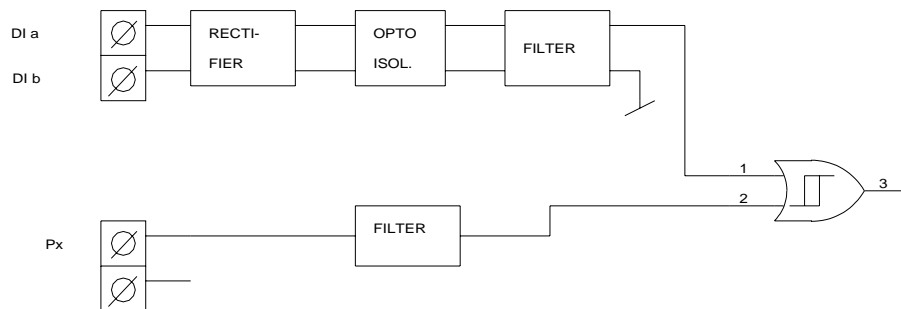 DI a
DI b
RECTI-
FIER
OPTO
ISOL.
FILTER
1
2
3
Px
FILTER